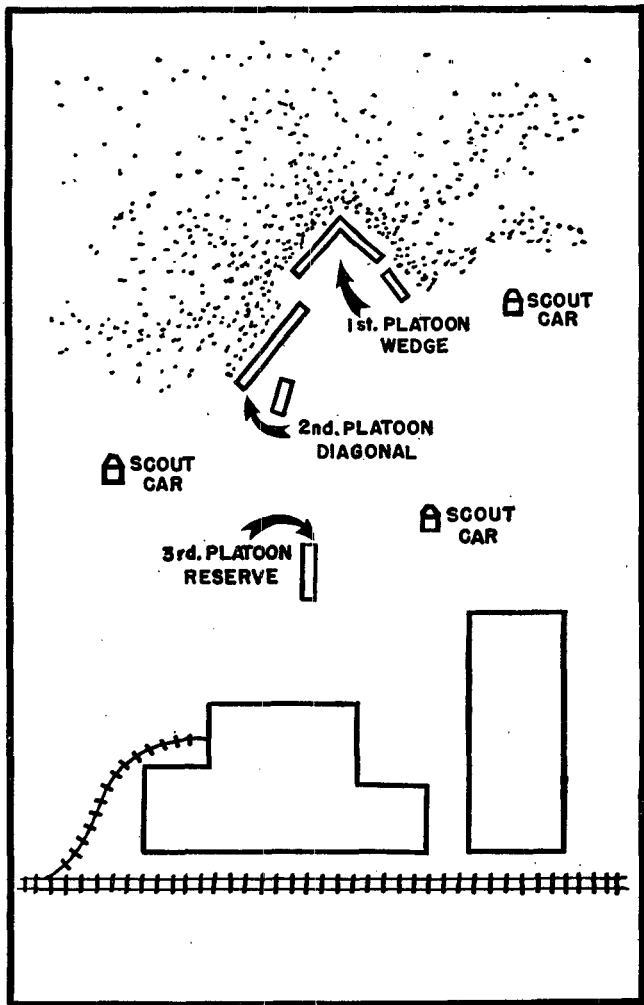 SCOUT
CAR
1st. PLATOON
WEDGE
2nd. PLATOON
DIAGONAL
SCOUT
CAR
SCOUT
CAR
3rd. PLATOON
RESERVE